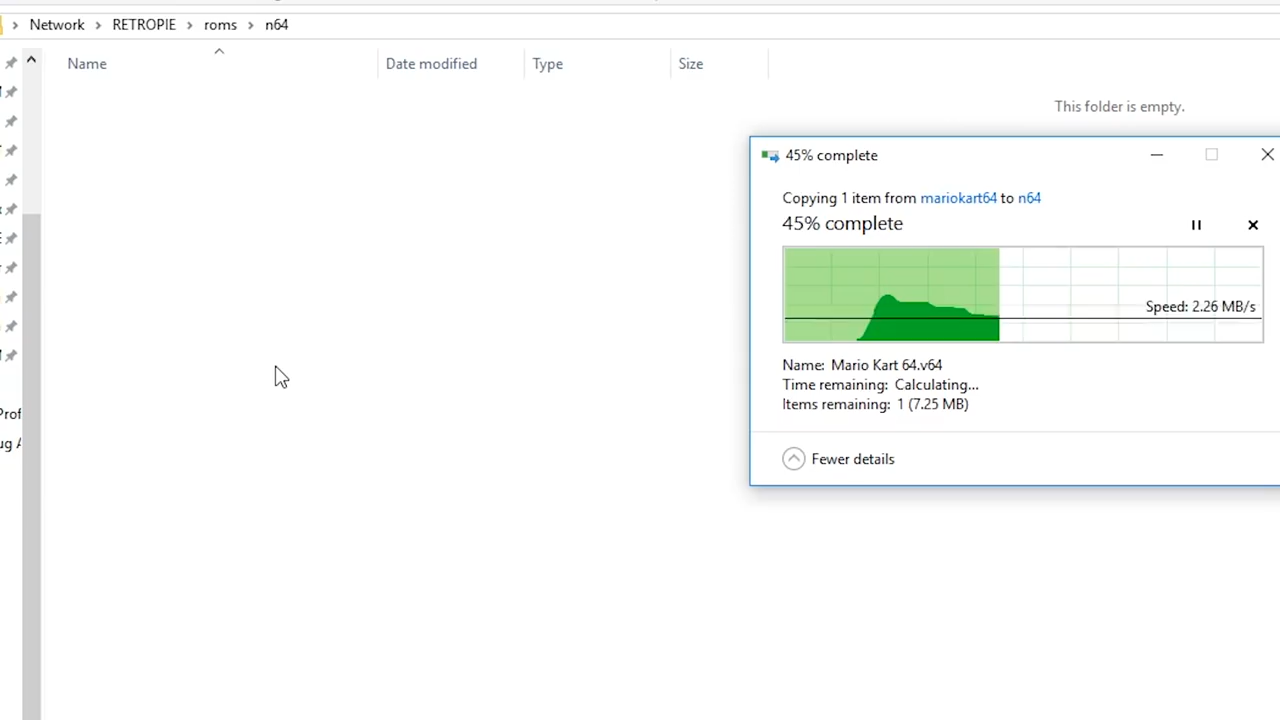 Network > RETROPIE > roms > n64
Name Date modified Type Size
This folder is empty.
45% complete
Copying 1 item from mariokart64 to n64
45% complete
Speed: 2.26 MB/s
Name: Mario Kart 64.v64
Time remaining: Calculating...
Items remaining: 1 (7.25 MB)
Fewer details
Prof
ug A